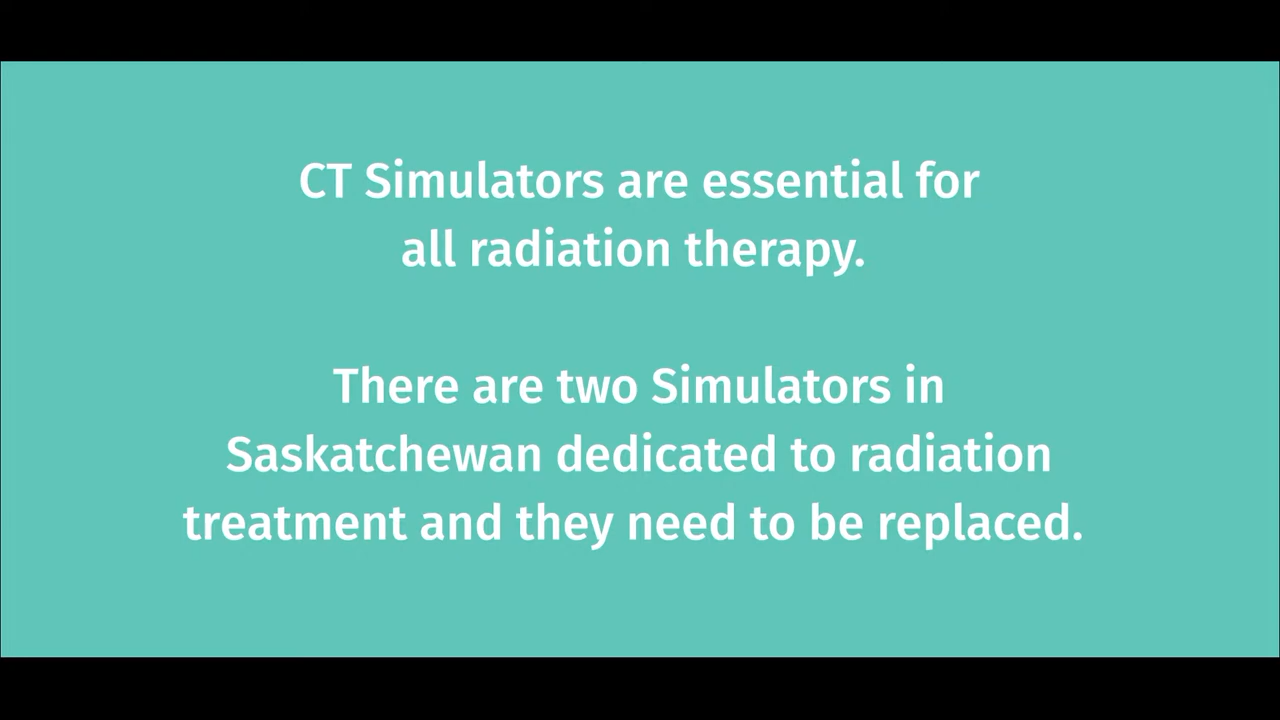 CT Simulators are essential for
all radiation therapy.
There are two Simulators in
Saskatchewan dedicated to radiation
treatment and they need to be replaced.